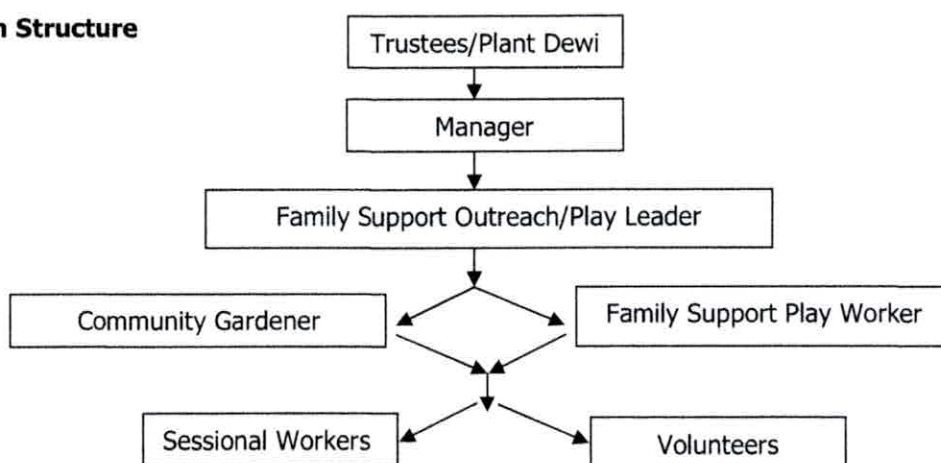 Structure
Trustees/Plant Dewi
Manager
Family Support Outreach/Play Leader
Community Gardener
Family Support Play Worker
Sessional Workers
Volunteers